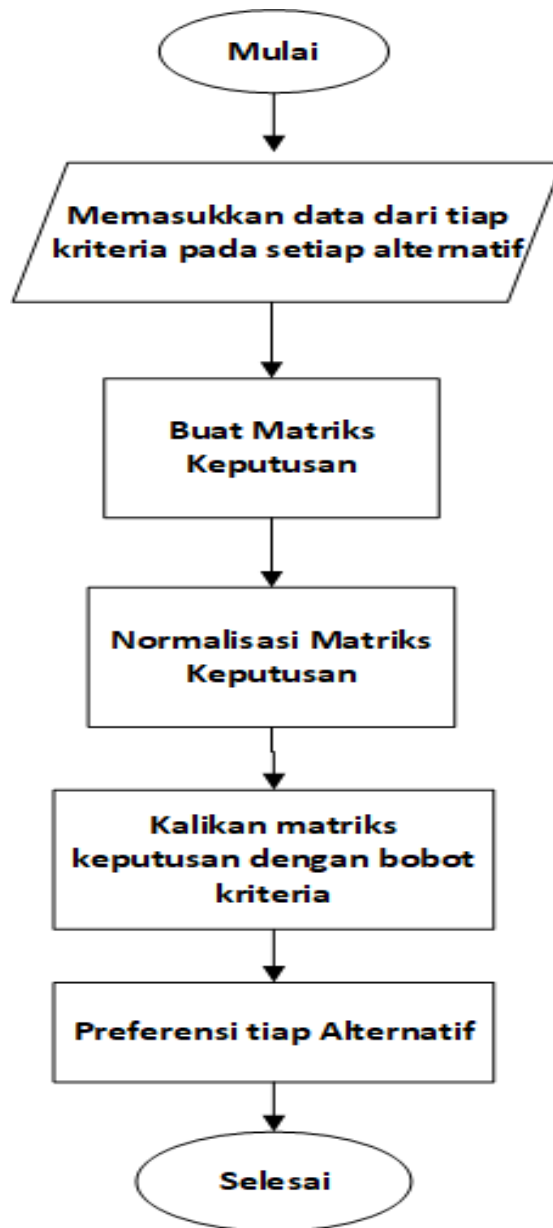 Mulai
Memasukkan data dari tiap
kriteria pada setiap alternatif
Buat Matriks
Keputusan
Normalisasi Matriks
Keputusan
Kalikan matriks
keputusan dengan bobot
kriteria
Preferensi tiap Alternatif
Selesai